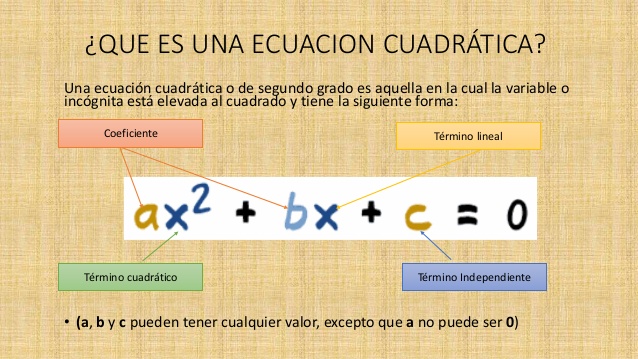 ¿QUE ES UNA ECUACION CUADRÁTICA?
Una ecuación cuadrática o de segundo grado es aquella en la cual la variable o
incógnita está elevada al cuadrado y tiene la siguiente forma:
Coeficiente
Término lineal
ax² + bx + c = 0
Término cuadrático
Término Independiente
• (a, b y c pueden tener cualquier valor, excepto que a no puede ser 0)